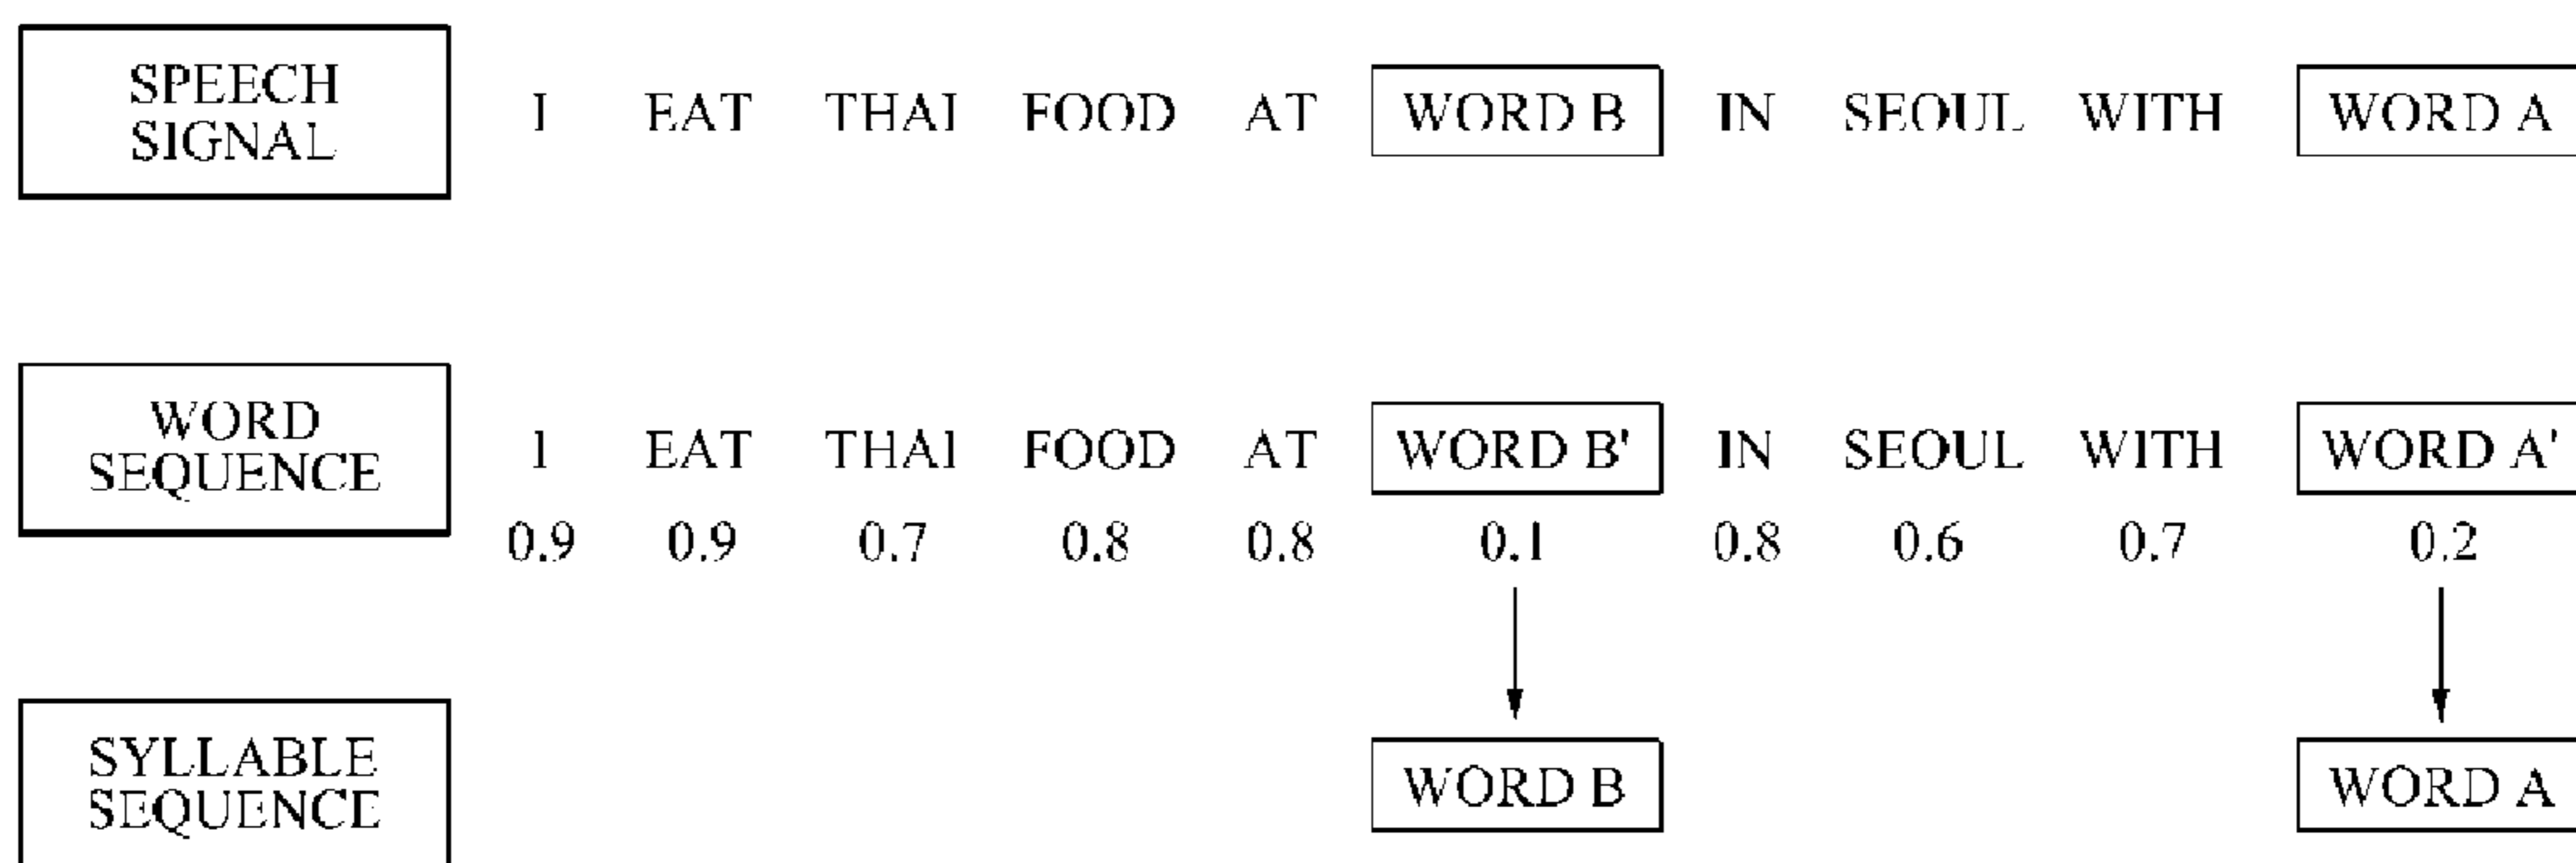 SPEECH
SIGNAL
I EAT THAI FOOD AT WORD B IN SEOUL WITH WORD A
WORD
SEQUENCE
I EAT THAI FOOD AT WORD B' IN SEOUL WITH WORD A'
0.9 0.9 0.7 0.8 0.8 0.1 0.8 0.6 0.7 0.2
SYLLABLE
SEQUENCE
WORD B WORD A